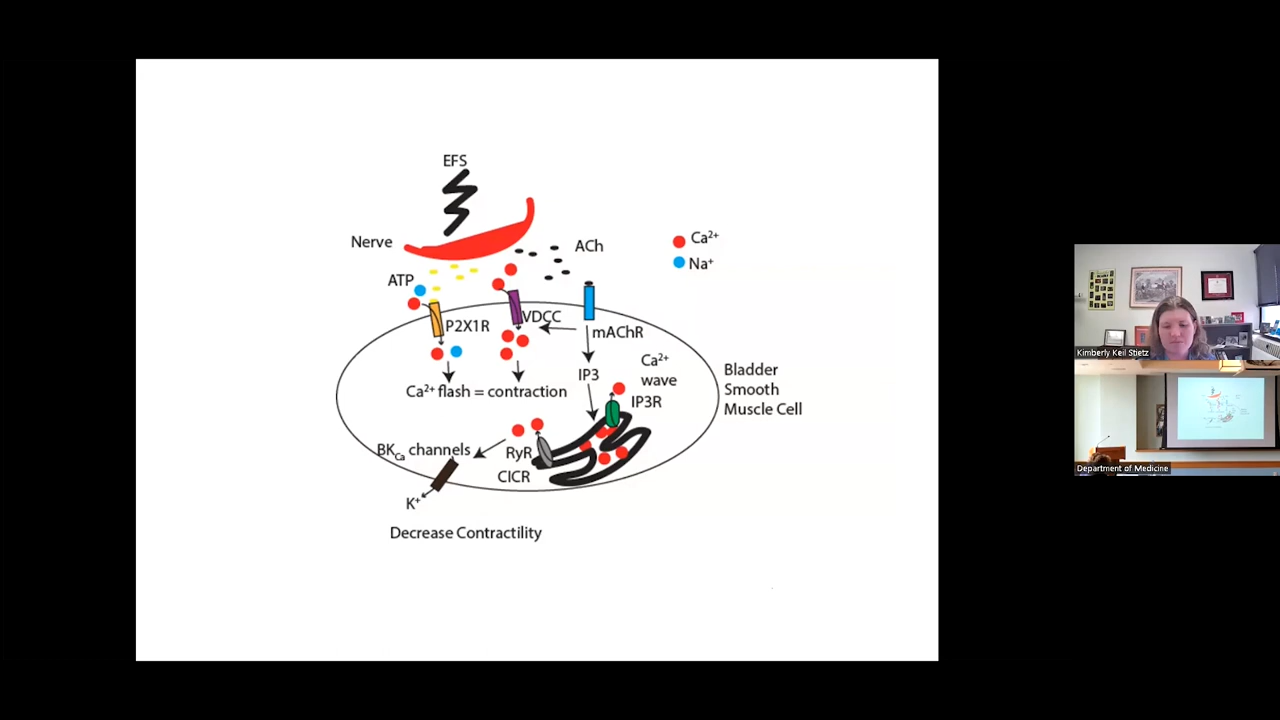 EFS
Nerve
ACh
Ca²⁺
Na⁺
ATP
P2X1R
VDCC
mAChR
Ca²⁺ flash = contraction
IP3
Ca²⁺
wave
IP3R
Bladder
Smooth
Muscle Cell
BKCa channels
RyR
CICR
K⁺
Decrease Contractility
Kimberly Keil Stietz
Department of Medicine